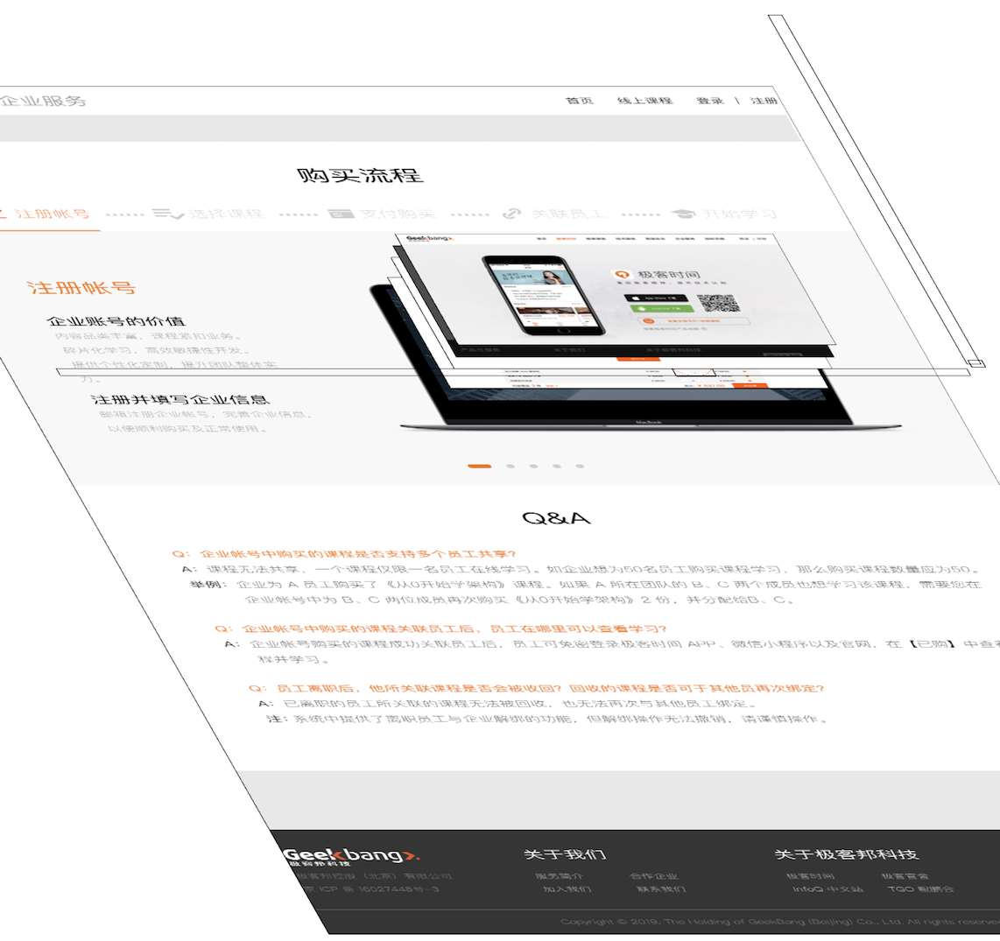 企业服务
首页 线上课程 登录 | 注册
购买流程
注册帐号 选择课程 支付购买 关联员工 开始学习
Geekbang
极客时间
注册帐号
企业账号的价值
内容品类丰富，课程紧扣业务。
碎片化学习，高效敏捷性开发。
提供个性化定制，提升团队整体实
力。
注册并填写企业信息
邮箱注册企业帐号，完善企业信息，
以便顺利购买及正常使用。
MacBook
Q&A
Q：企业帐号中购买的课程是否支持多个员工共享?
A：课程无法共享，一个课程仅限一名员工在线学习。如企业想为50名员工购买课程学习，那么购买课程数量应为50。
举例：企业为 A 员工购买了《从0开始学架构》课程。如果 A 所在团队的 B、C 两个成员也想学习该课程，需要您在
企业帐号中为 B、C 两位成员再次购买《从0开始学架构》2 份，并分配给B、C。
Q：企业帐号中购买的课程关联员工后，员工在哪里可以查看学习?
A：企业帐号购买的课程成功关联员工后，员工可免密登录极客时间 APP、微信小程序以及官网，在【已购】中查看
程并学习。
Q：员工离职后，他所关联课程是否会被收回? 回收的课程是否可于其他员再次绑定?
A：已离职的员工所关联的课程无法被回收，也无法再次与其他员工绑定。
注：系统中提供了离职员工与企业解绑的功能，但解绑操作无法撤销，请谨慎操作。
Geekbang 关于我们 关于极客邦科技
极客邦科技
极客邦控股（北京）有限公司 服务简介 合作企业 极客时间 极客官舍
京 ICP 备 16027448号-3 加入我们 联系我们 InfoQ 中文站 TGO 鲲鹏会
Copyright © 2019, The Holding of GeekBang (Beijing) Co., Ltd. All rights reserved